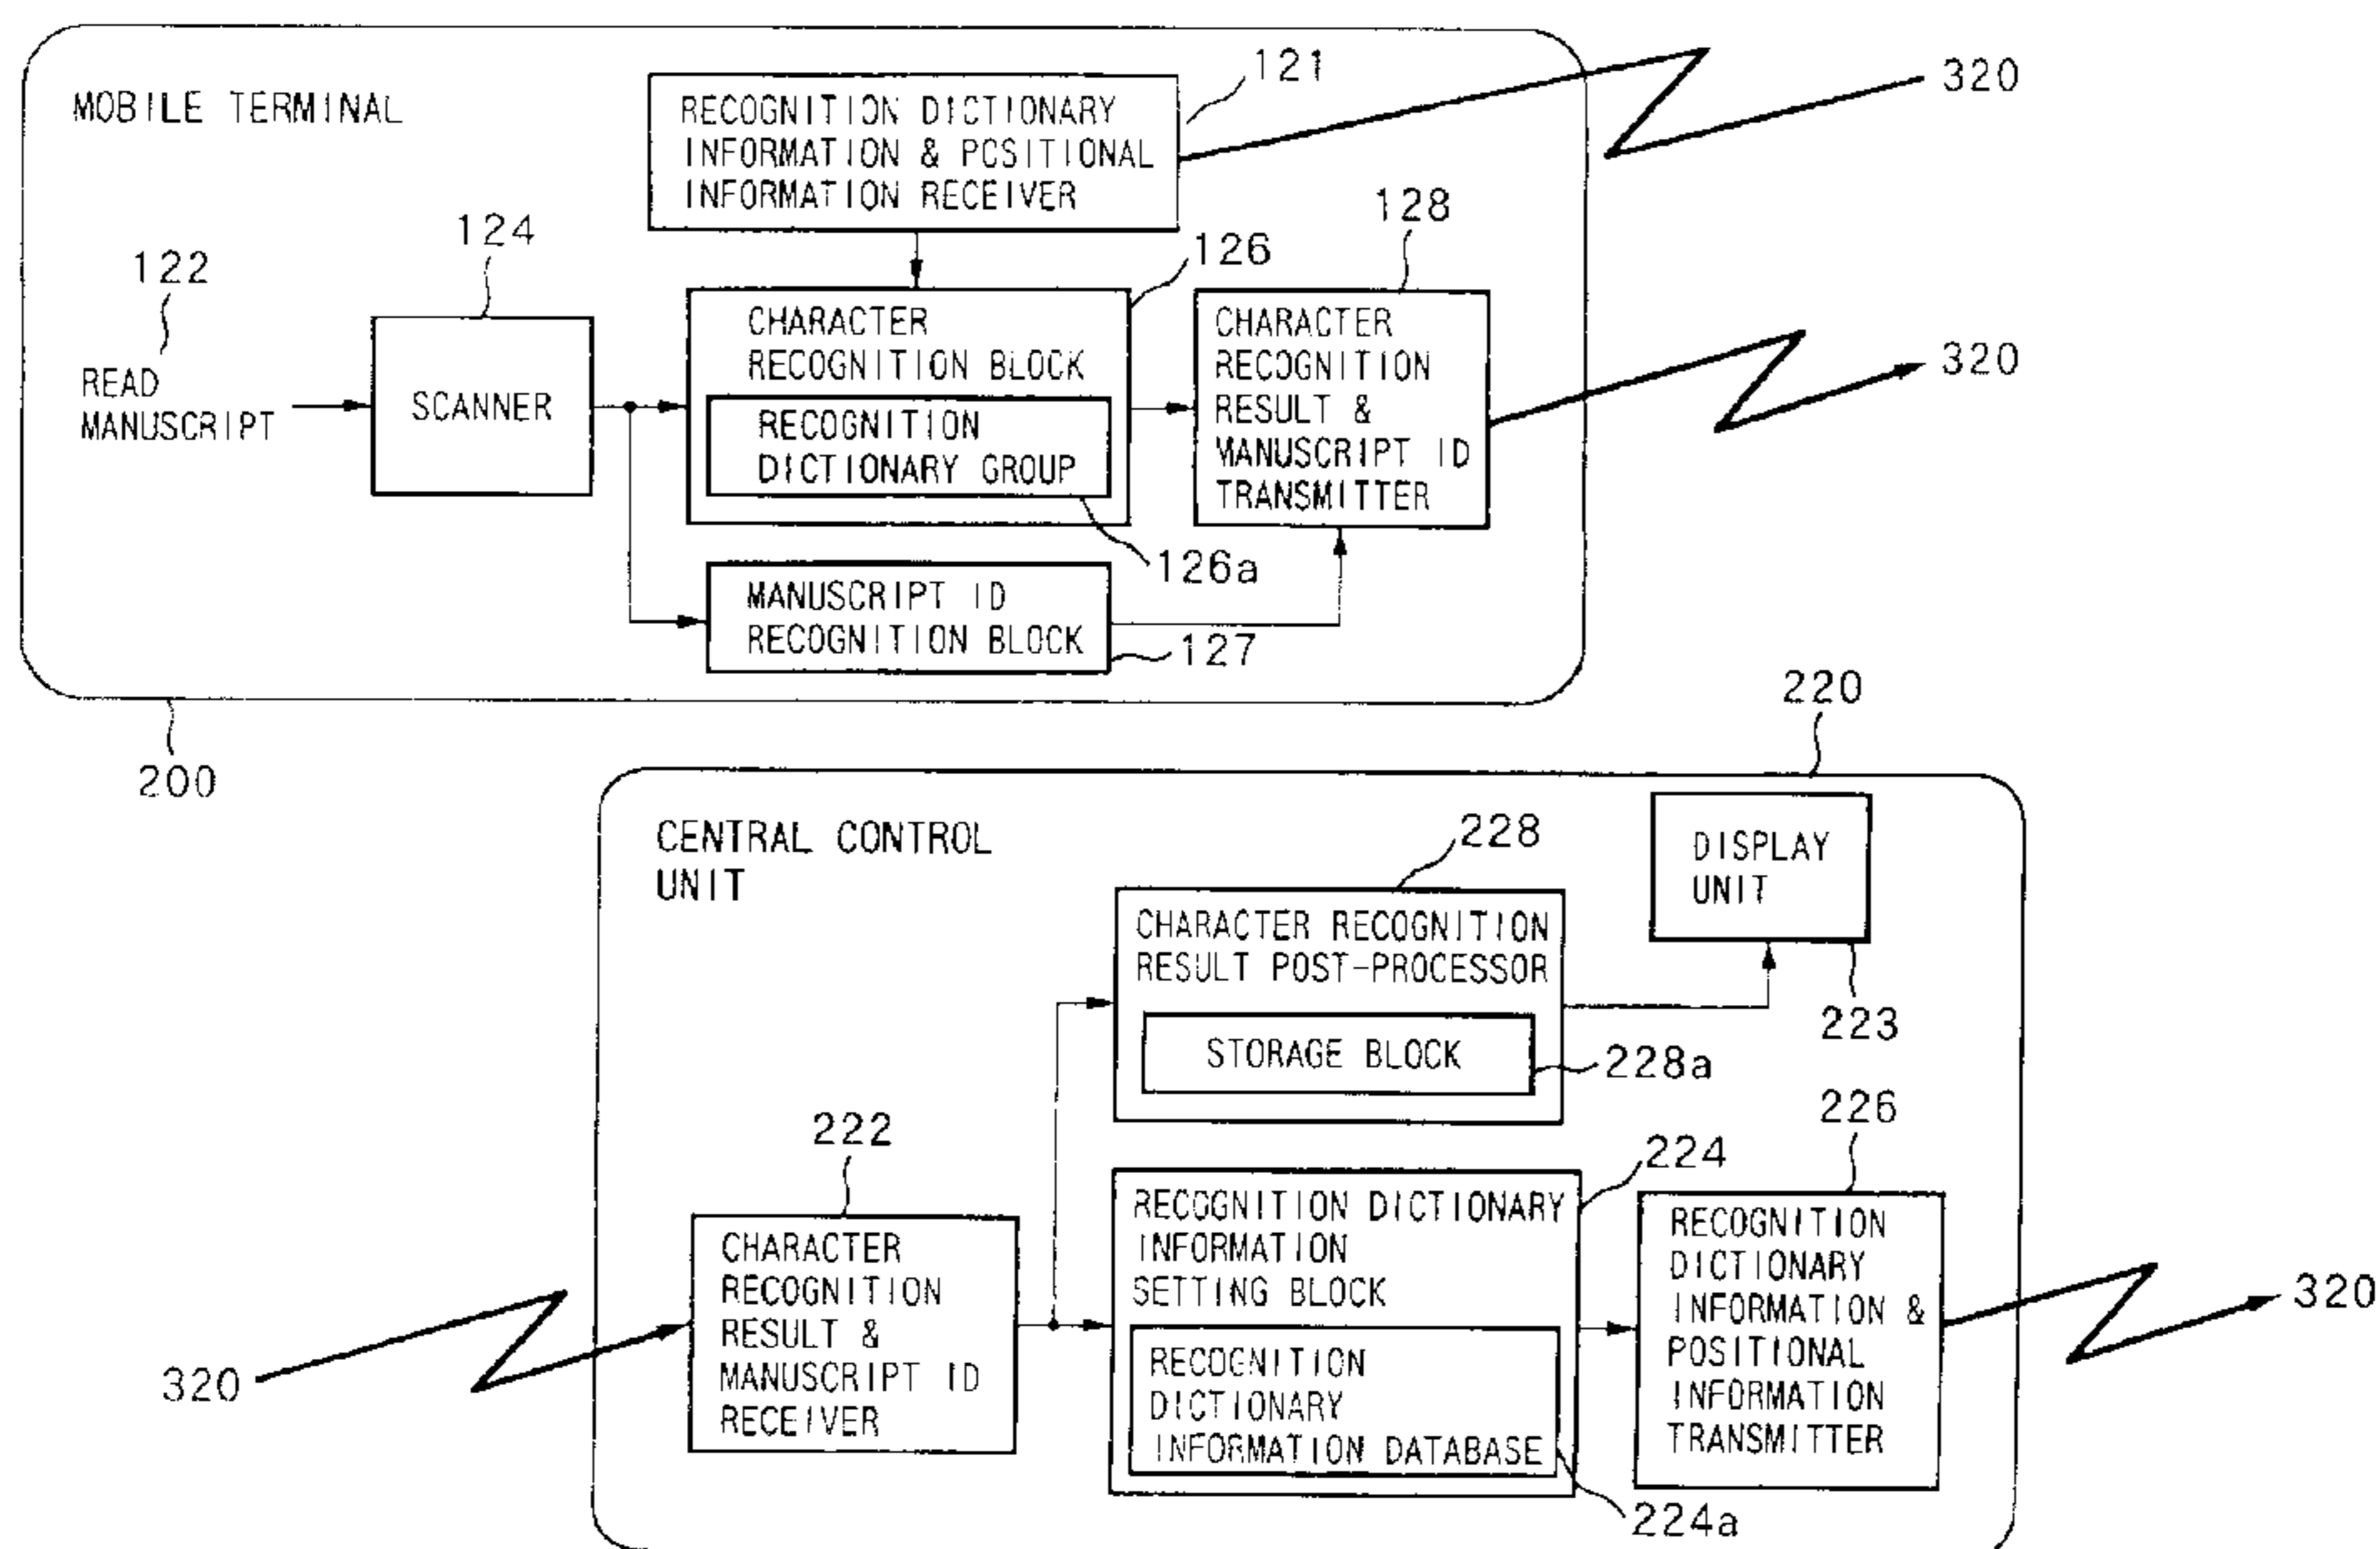 MOBILE TERMINAL
121
RECOGNITION DICTIONARY
INFORMATION & POSITIONAL
INFORMATION RECEIVER
320
122
READ
MANUSCRIPT
124
SCANNER
126
CHARACTER
RECOGNITION BLOCK
RECOGNITION
DICTIONARY GROUP
126a
128
CHARACTER
RECOGNITION
RESULT &
MANUSCRIPT ID
TRANSMITTER
320
MANUSCRIPT ID
RECOGNITION BLOCK
127
200
220
CENTRAL CONTROL
UNIT
228
CHARACTER RECOGNITION
RESULT POST-PROCESSOR
STORAGE BLOCK
228a
DISPLAY
UNIT
223
222
CHARACTER
RECOGNITION
RESULT &
MANUSCRIPT ID
RECEIVER
320
224
RECOGNITION DICTIONARY
INFORMATION
SETTING BLOCK
RECOGNITION
DICTIONARY
INFORMATION DATABASE
224a
226
RECOGNITION
DICTIONARY
INFORMATION &
POSITIONAL
INFORMATION
TRANSMITTER
320